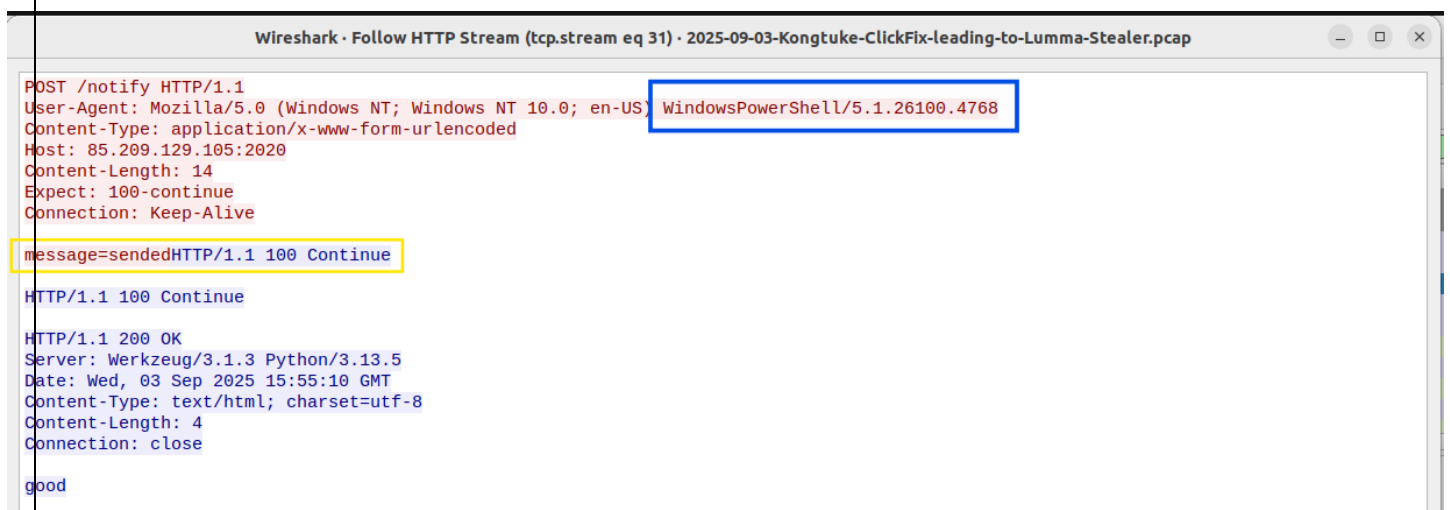 Wireshark · Follow HTTP Stream (tcp.stream eq 31) · 2025-09-03-Kongtuke-ClickFix-leading-to-Lumma-Stealer.pcap
POST /notify HTTP/1.1
User-Agent: Mozilla/5.0 (Windows NT; Windows NT 10.0; en-US) WindowsPowerShell/5.1.26100.4768
Content-Type: application/x-www-form-urlencoded
Host: 85.209.129.105:2020
Content-Length: 14
Expect: 100-continue
Connection: Keep-Alive
message=sendedHTTP/1.1 100 Continue
HTTP/1.1 100 Continue
HTTP/1.1 200 OK
Server: Werkzeug/3.1.3 Python/3.13.5
Date: Wed, 03 Sep 2025 15:55:10 GMT
Content-Type: text/html; charset=utf-8
Content-Length: 4
Connection: close
good